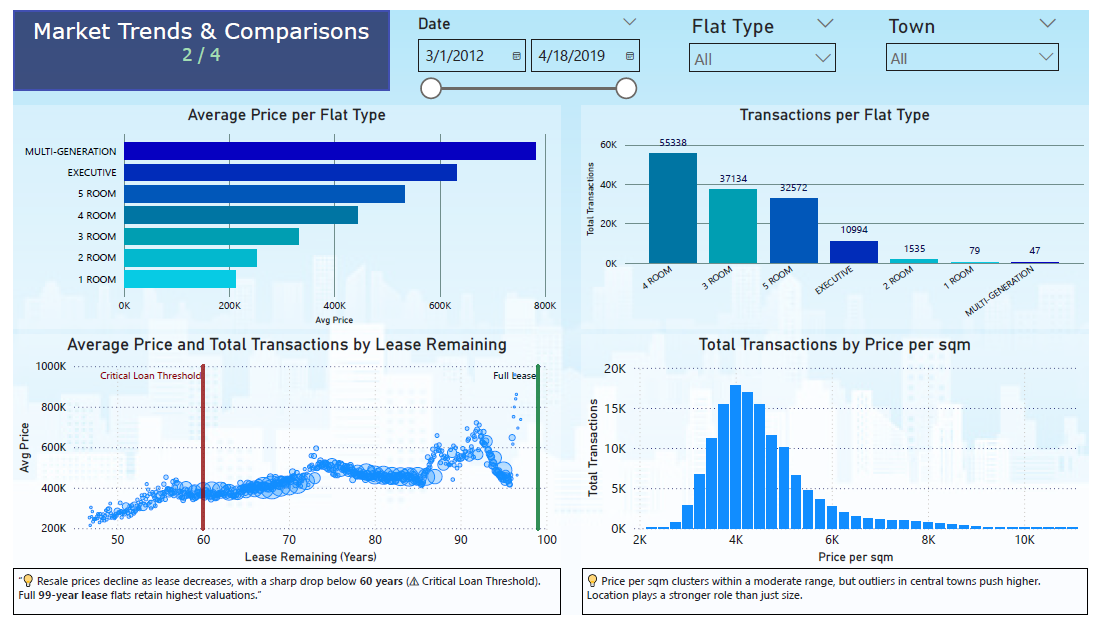 Market Trends & Comparisons
2 / 4
Date
3/1/2012
4/18/2019
Flat Type
All
Town
All
Average Price per Flat Type
MULTI-GENERATION
EXECUTIVE
5 ROOM
4 ROOM
3 ROOM
2 ROOM
1 ROOM
0K
200K
400K
600K
800K
Avg Price
Transactions per Flat Type
Total Transactions
60K
40K
20K
0K
55338
37134
32572
10994
1535
79
47
4 ROOM
3 ROOM
5 ROOM
EXECUTIVE
2 ROOM
1 ROOM
MULTI-GENERATION
Average Price and Total Transactions by Lease Remaining
Avg Price
1000K
800K
600K
400K
200K
Critical Loan Threshold
Full Lease
50
60
70
80
90
100
Lease Remaining (Years)
Total Transactions by Price per sqm
Total Transactions
20K
15K
10K
5K
0K
2K
4K
6K
8K
10K
Price per sqm
"💡 Resale prices decline as lease decreases, with a sharp drop below 60 years (⚠ Critical Loan Threshold).
Full 99-year lease flats retain highest valuations."
💡 Price per sqm clusters within a moderate range, but outliers in central towns push higher.
Location plays a stronger role than just size.